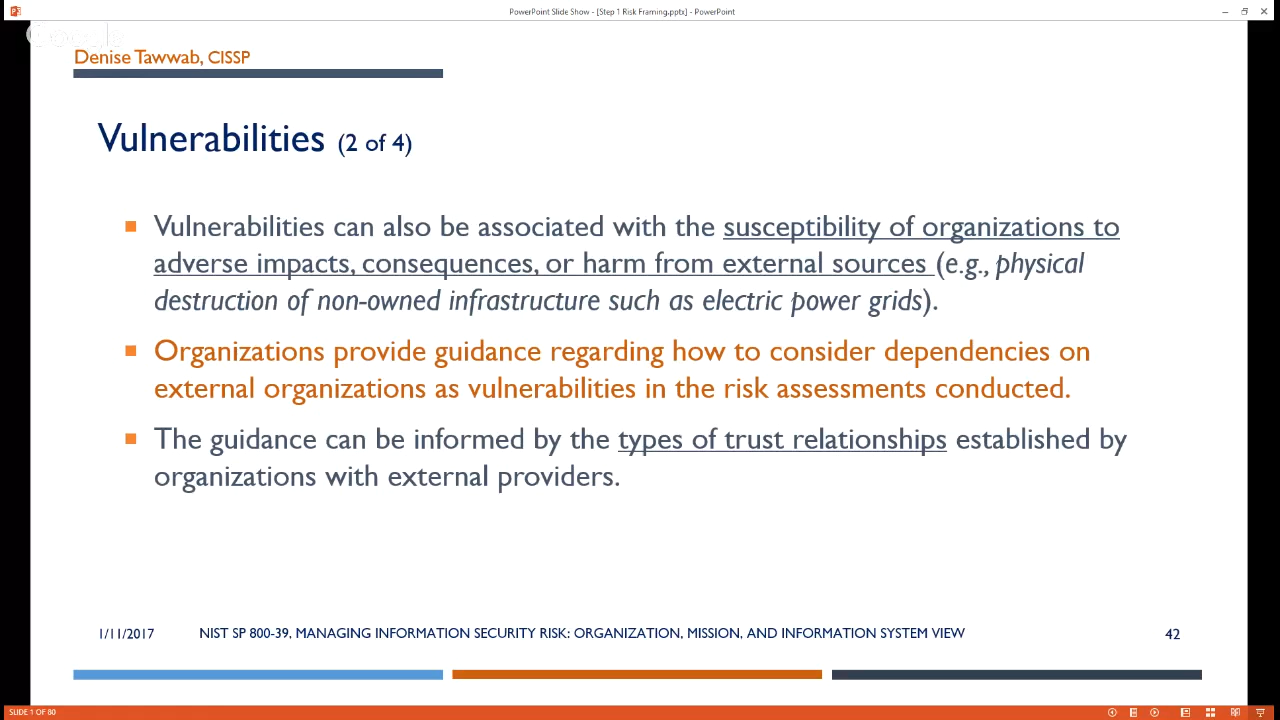 PowerPoint Slide Show - [Step 1 Risk Framing.pptx] - PowerPoint
Denise Tawwab, CISSP
Vulnerabilities (2 of 4)
Vulnerabilities can also be associated with the susceptibility of organizations to
adverse impacts, consequences, or harm from external sources (e.g., physical
destruction of non-owned infrastructure such as electric power grids).
Organizations provide guidance regarding how to consider dependencies on
external organizations as vulnerabilities in the risk assessments conducted.
The guidance can be informed by the types of trust relationships established by
organizations with external providers.
1/11/2017 NIST SP 800-39, MANAGING INFORMATION SECURITY RISK: ORGANIZATION, MISSION, AND INFORMATION SYSTEM VIEW 42
SLIDE 1 OF 80